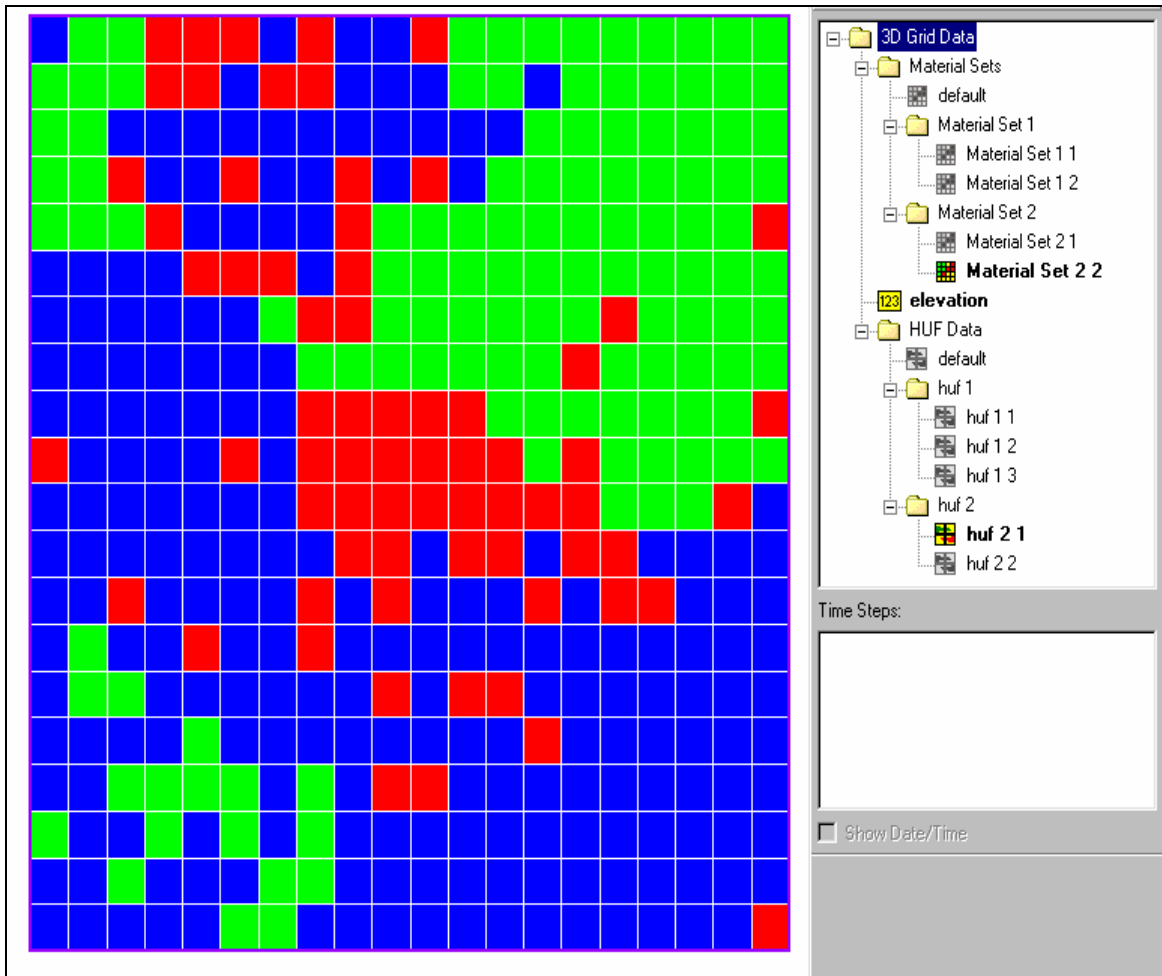 3D Grid Data
Material Sets
default
Material Set 1
Material Set 1 1
Material Set 1 2
Material Set 2
Material Set 2 1
Material Set 2 2
123 elevation
HUF Data
default
huf 1
huf 1 1
huf 1 2
huf 1 3
huf 2
huf 2 1
huf 2 2
Time Steps:
Show Date/Time